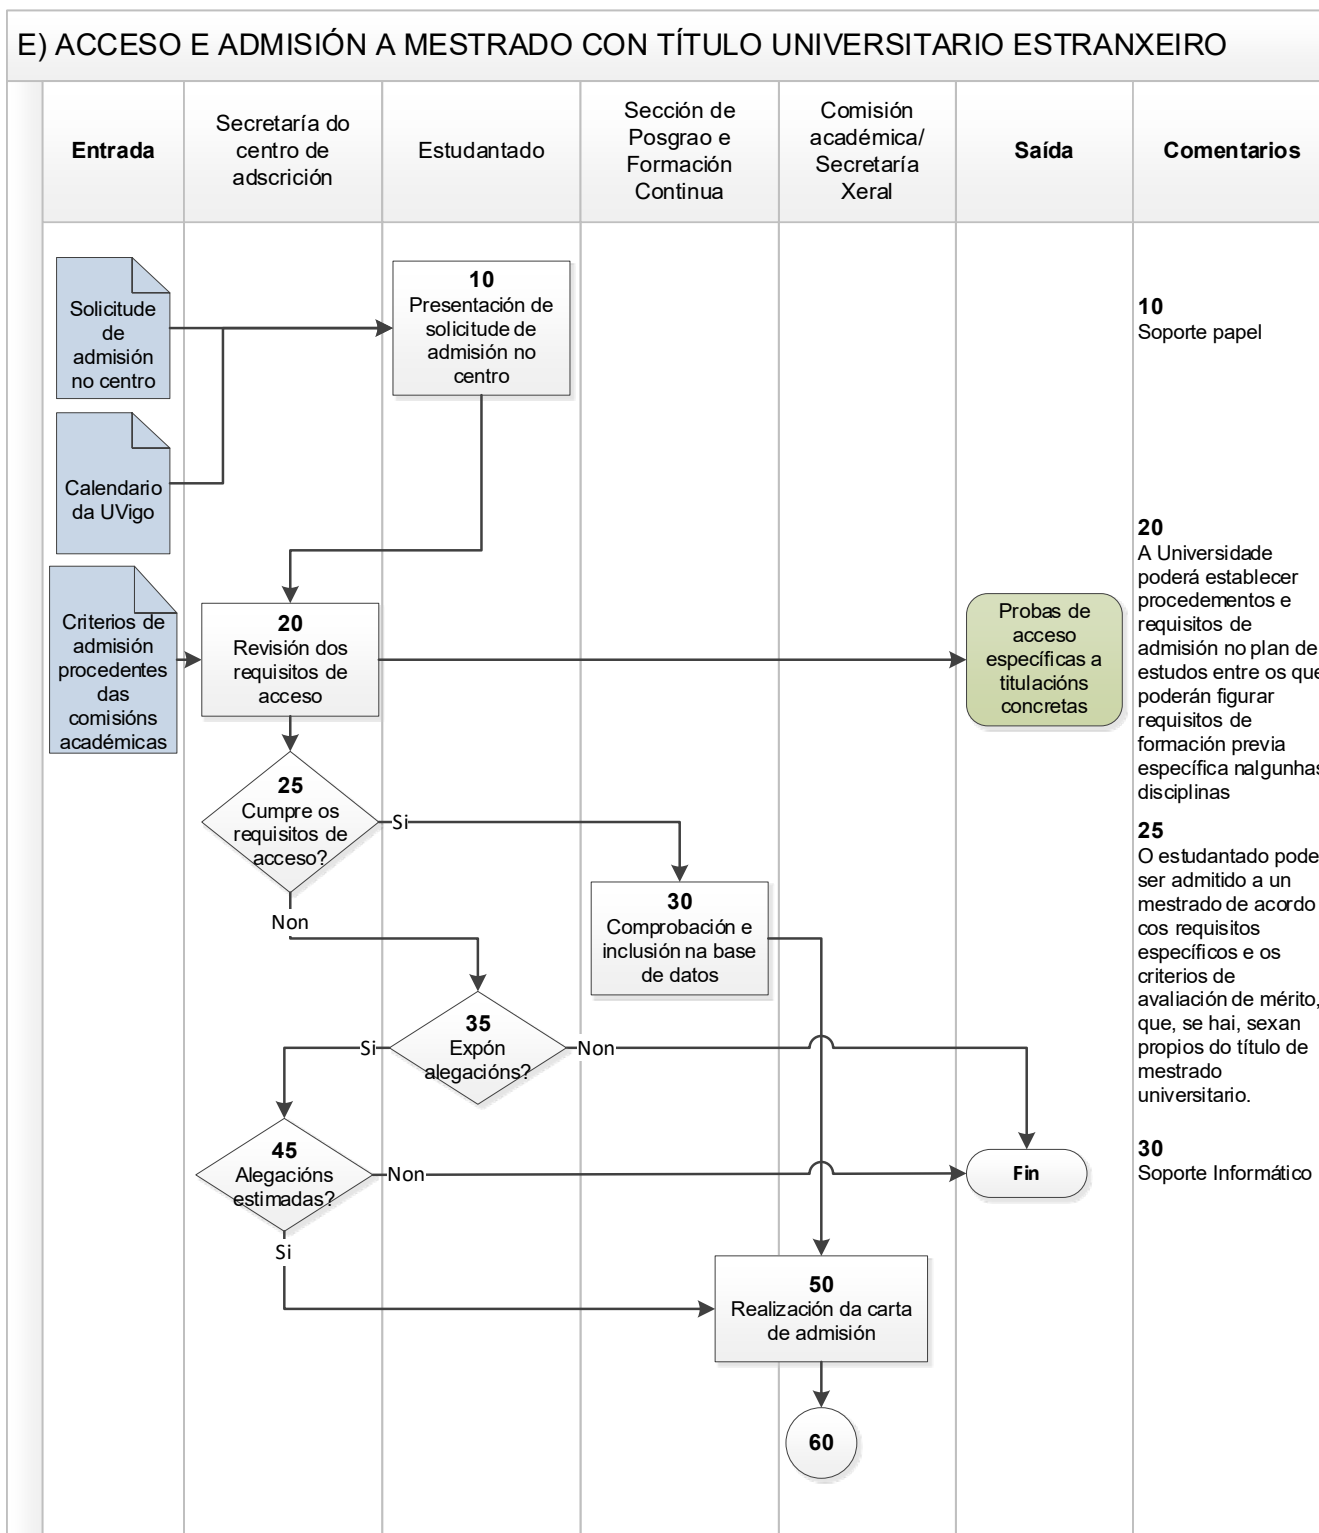 E) ACCESO E ADMISIÓN A MESTRADO CON TÍTULO UNIVERSITARIO ESTRANXEIRO
Entrada
Secretaría do
centro de
adscrición
Estudantado
Sección de
Posgrao e
Formación
Continua
Comisión
académica/
Secretaría
Xeral
Saída
Comentarios
Solicitude
de
admisión
no centro
10
Presentación de
solicitude de
admisión no
centro
10
Soporte papel
Calendario
da UVigo
Criterios de
admisión
procedentes
das
comisións
académicas
20
Revisión dos
requisitos de
acceso
Probas de
acceso
específicas a
titulacións
concretas
20
A Universidade
poderá establecer
procedementos e
requisitos de
admisión no plan de
estudos entre os que
poderán figurar
requisitos de
formación previa
específica nalgunhas
disciplinas
25
Cumpre os
requisitos de
acceso?
Si
Non
25
O estudantado pode
ser admitido a un
mestrado de acordo
cos requisitos
específicos e os
criterios de
avaliación de mérito,
que, se hai, sexan
propios do título de
mestrado
universitario.
30
Comprobación e
inclusión na base
de datos
35
Expón
alegacións?
Si
Non
45
Alegacións
estimadas?
Non
Si
Fin
30
Soporte Informático
50
Realización da carta
de admisión
60